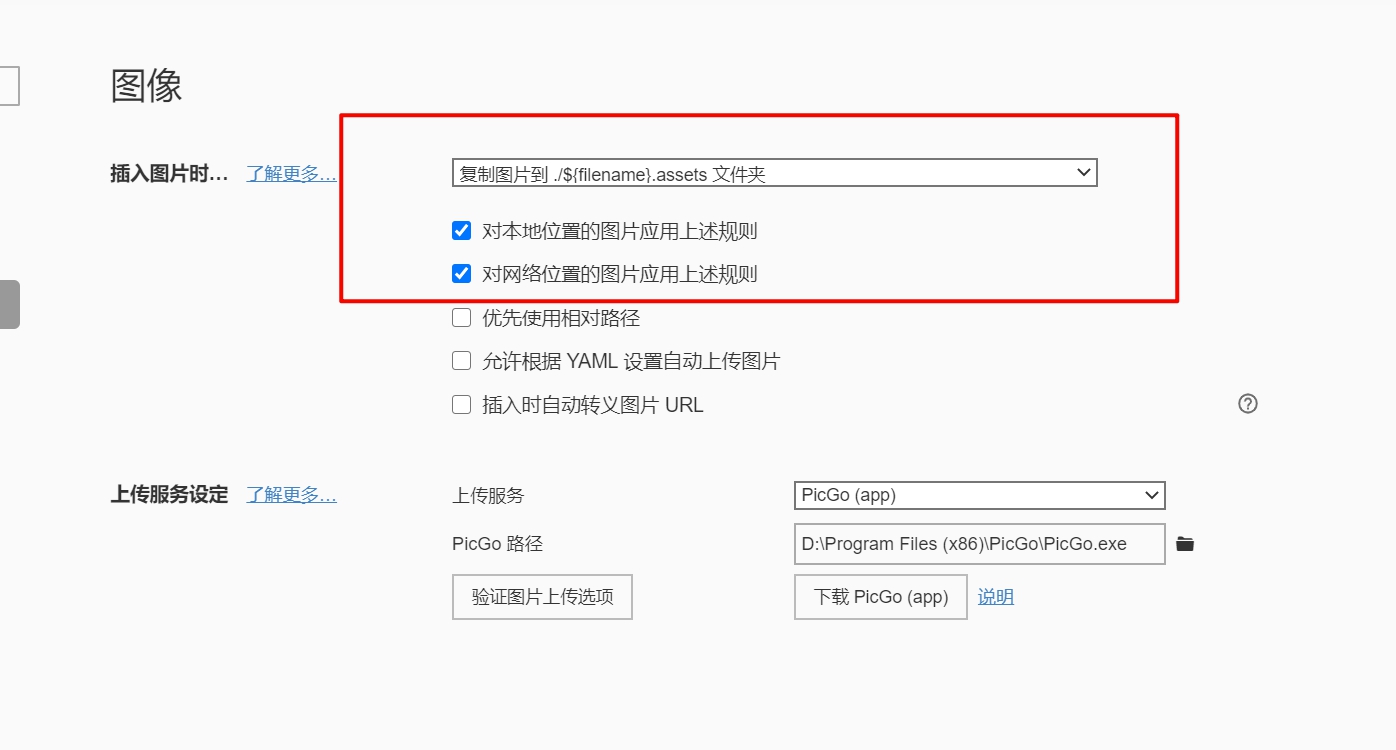 图像
插入图片时... 了解更多... 复制图片到 ./${filename}.assets 文件夹
对本地位置的图片应用上述规则
对网络位置的图片应用上述规则
优先使用相对路径
允许根据 YAML 设置自动上传图片
插入时自动转义图片 URL
上传服务设定 了解更多... 上传服务 PicGo (app)
PicGo 路径 D:\Program Files (x86)\PicGo\PicGo.exe
验证图片上传选项 下载 PicGo (app) 说明